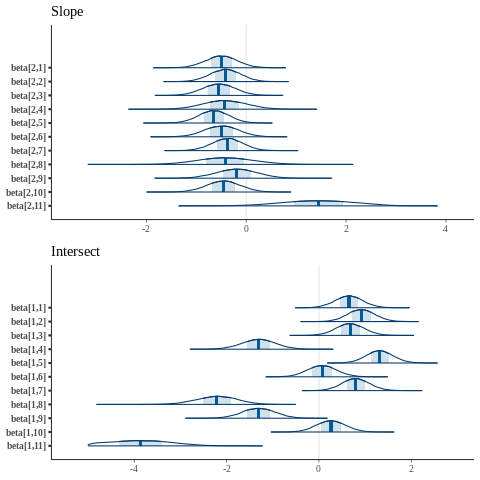 Slope
beta[2,1]
beta[2,2]
beta[2,3]
beta[2,4]
beta[2,5]
beta[2,6]
beta[2,7]
beta[2,8]
beta[2,9]
beta[2,10]
beta[2,11]
-2 0 2 4
Intersect
beta[1,1]
beta[1,2]
beta[1,3]
beta[1,4]
beta[1,5]
beta[1,6]
beta[1,7]
beta[1,8]
beta[1,9]
beta[1,10]
beta[1,11]
-4 -2 0 2